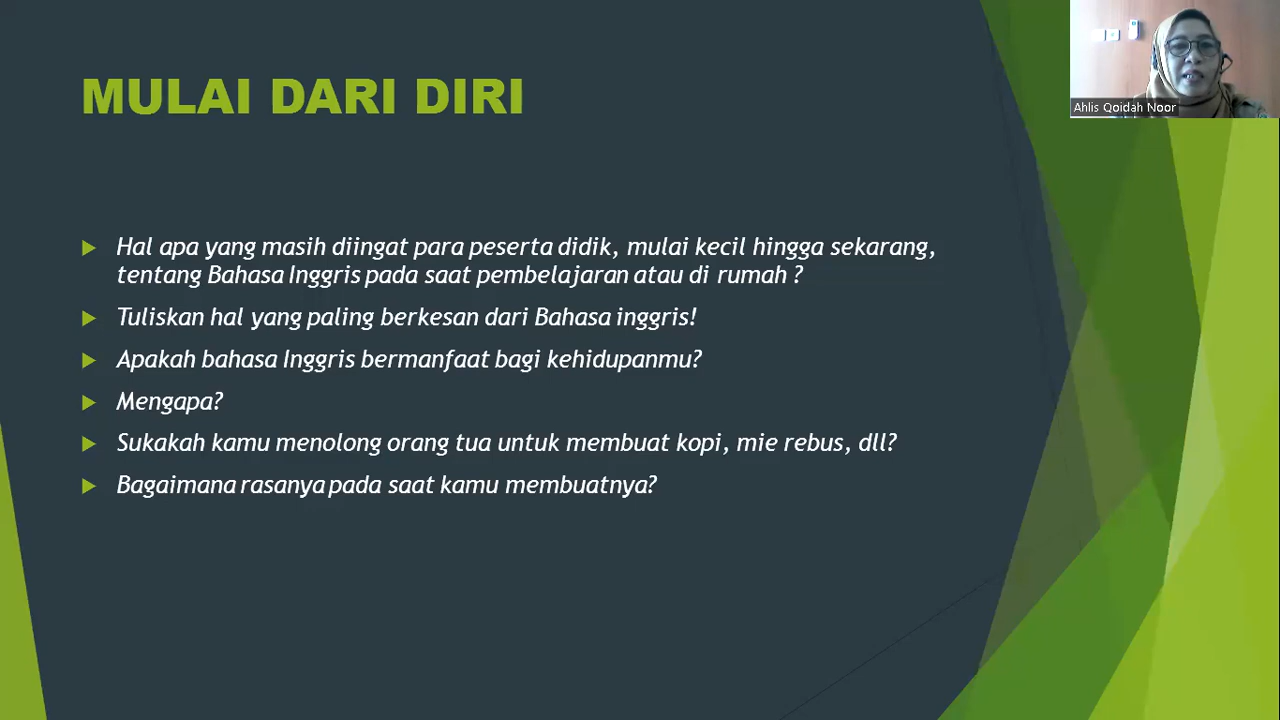 MULAI DARI DIRI
Ahlis Qoidah Noor
Hal apa yang masih diingat para peserta didik, mulai kecil hingga sekarang,
tentang Bahasa Inggris pada saat pembelajaran atau di rumah ?
Tuliskan hal yang paling berkesan dari Bahasa inggris!
Apakah bahasa Inggris bermanfaat bagi kehidupanmu?
Mengapa?
Sukakah kamu menolong orang tua untuk membuat kopi, mie rebus, dll?
Bagaimana rasanya pada saat kamu membuatnya?